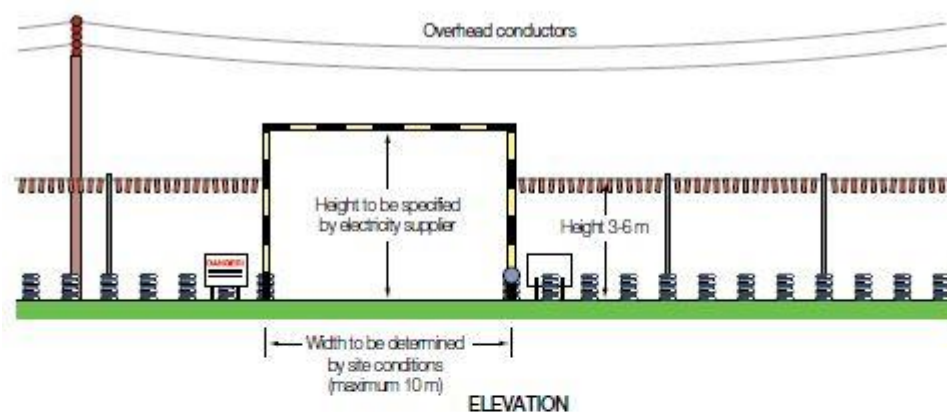 Overhead conductors
DANGER!
Height to be specified
by electricity supplier
Height 3-6 m
Width to be determined
by site conditions
(maximum 10 m)
ELEVATION